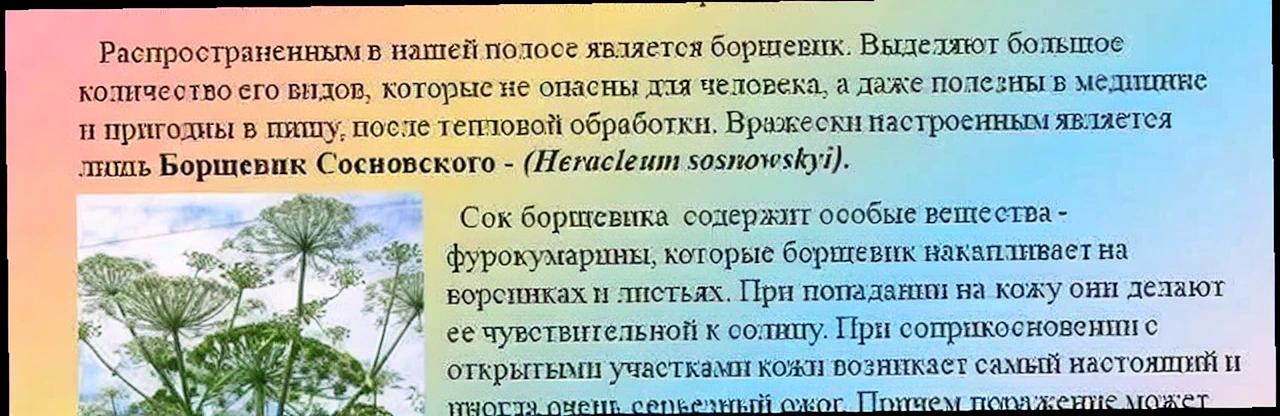 Распространенным в нашей полосе является борщевик. Выделяют большое
количество его видов, которые не опасны для человека, а даже полезны в медицине
и пригодны в пищу, после тепловой обработки. Вражески настроенным является
лишь Борщевик Сосновского - (Heracleum sosnowskyi).
Сок борщевика содержит особые вещества -
фурокумарины, которые борщевик накапливает на
ворсинках и листьях. При попадании на кожу они делают
ее чувствительной к солнцу. При соприкосновении с
открытыми участками кожи возникает самый настоящий и
иногда очень серьезный ожог. Причем поражение может